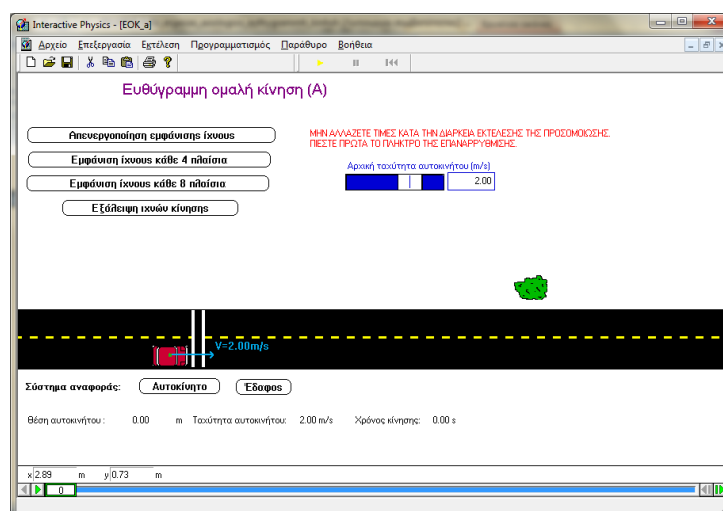 Interactive Physics - [EOK_a]
Αρχείο Επεξεργασία Εκτέλεση Προγραμματισμός Παράθυρο Βοήθεια
Ευθύγραμμη ομαλή κίνηση (Α)
Απενεργοποίηση εμφάνισης ίχνους
Εμφάνιση ίχνους κάθε 4 πλαίσια
Εμφάνιση ίχνους κάθε 8 πλαίσια
Εξάλειψη ιχνών κίνησης
ΜΗΝ ΑΛΛΑΖΕΤΕ ΤΙΜΕΣ ΚΑΤΑ ΤΗΝ ΔΙΑΡΚΕΙΑ ΕΚΤΕΛΕΣΗΣ ΤΗΣ ΠΡΟΣΟΜΟΙΩΣΗΣ.
ΠΙΕΣΤΕ ΠΡΩΤΑ ΤΟ ΠΛΗΚΤΡΟ ΤΗΣ ΕΠΑΝΑΡΡΥΘΜΙΣΗΣ.
Αρχική ταχύτητα αυτοκινήτου (m/s)
2.00
V=2.00m/s
Σύστημα αναφοράς: Αυτοκίνητο Έδαφος
Θέση αυτοκινήτου : 0.00 m Ταχύτητα αυτοκινήτου: 2.00 m/s Χρόνος κίνησης: 0.00 s
x 2.89 m y 0.73 m
0